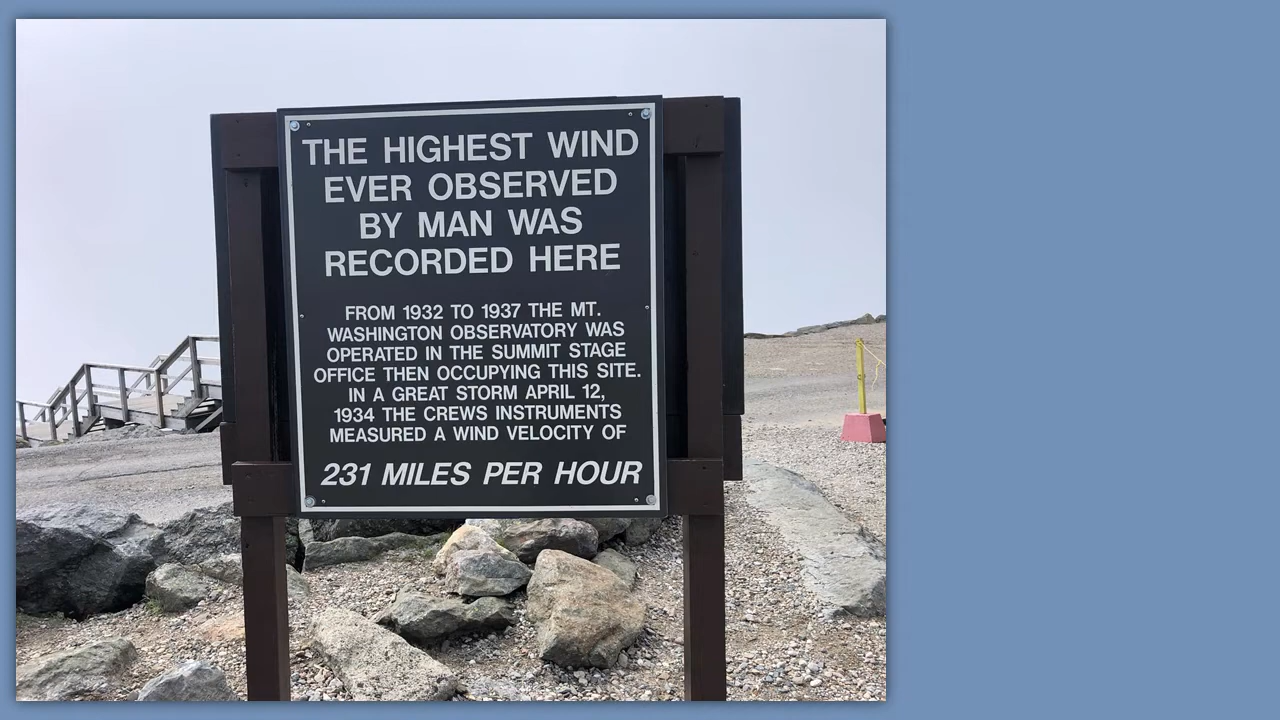 THE HIGHEST WIND
EVER OBSERVED
BY MAN WAS
RECORDED HERE
FROM 1932 TO 1937 THE MT.
WASHINGTON OBSERVATORY WAS
OPERATED IN THE SUMMIT STAGE
OFFICE THEN OCCUPYING THIS SITE.
IN A GREAT STORM APRIL 12,
1934 THE CREWS INSTRUMENTS
MEASURED A WIND VELOCITY OF
231 MILES PER HOUR